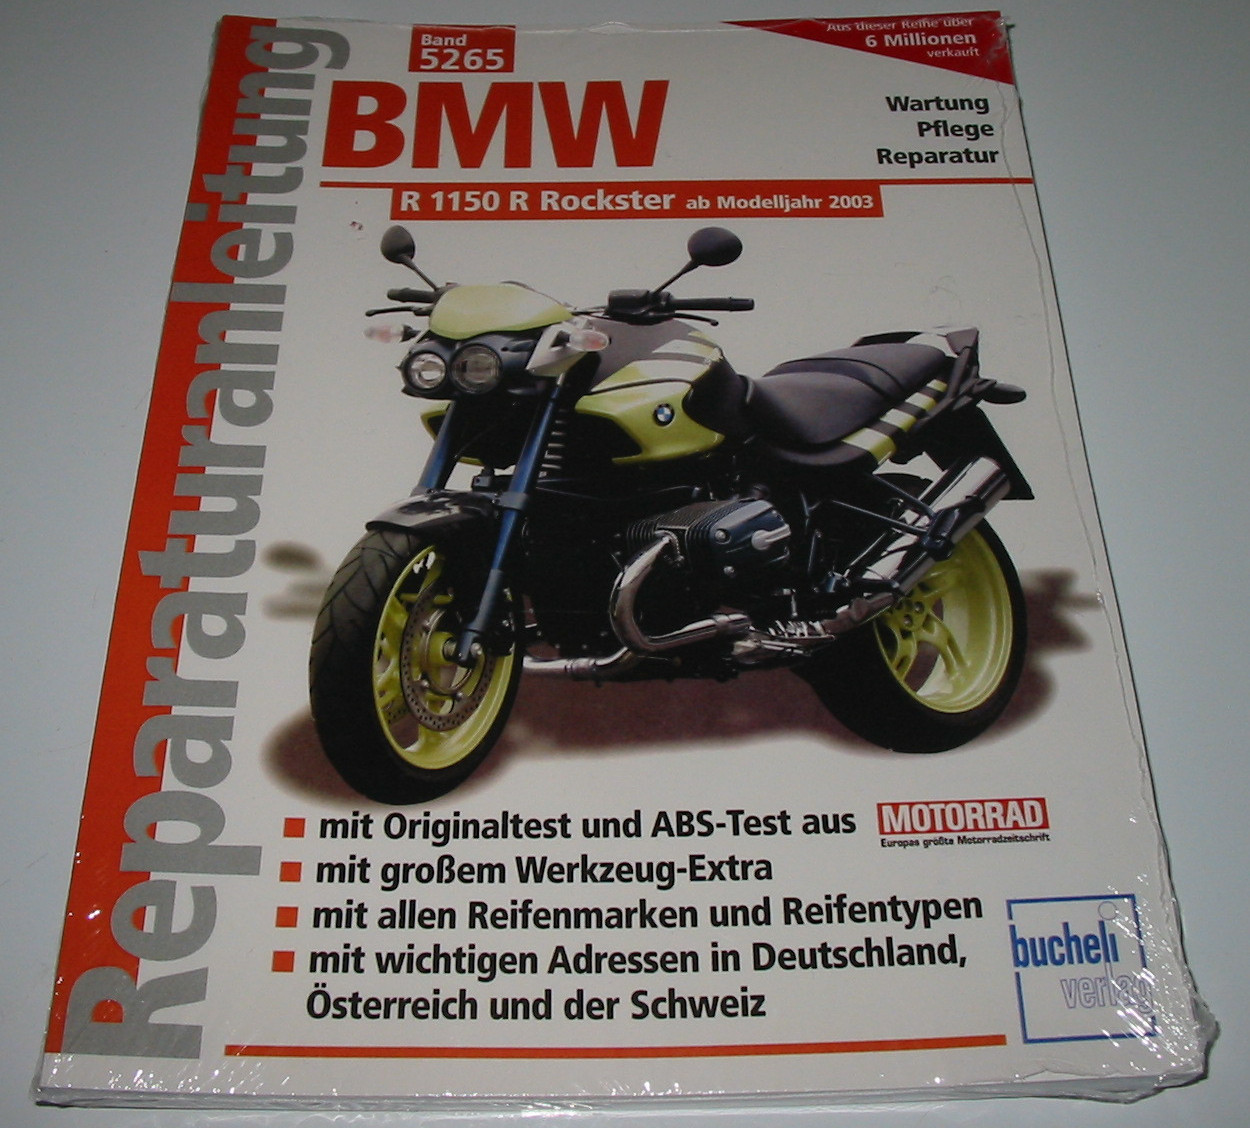 Reparaturanleitung
Band
5265
Aus dieser Reihe über
6 Millionen
verkauft
BMW
Wartung
Pflege
Reparatur
R 1150 R Rockster ab Modelljahr 2003
mit Originaltest und ABS-Test aus MOTORRAD
Europas größte Motorradzeitschrift
mit großem Werkzeug-Extra
mit allen Reifenmarken und Reifentypen
mit wichtigen Adressen in Deutschland,
Österreich und der Schweiz
bucheli
verlag